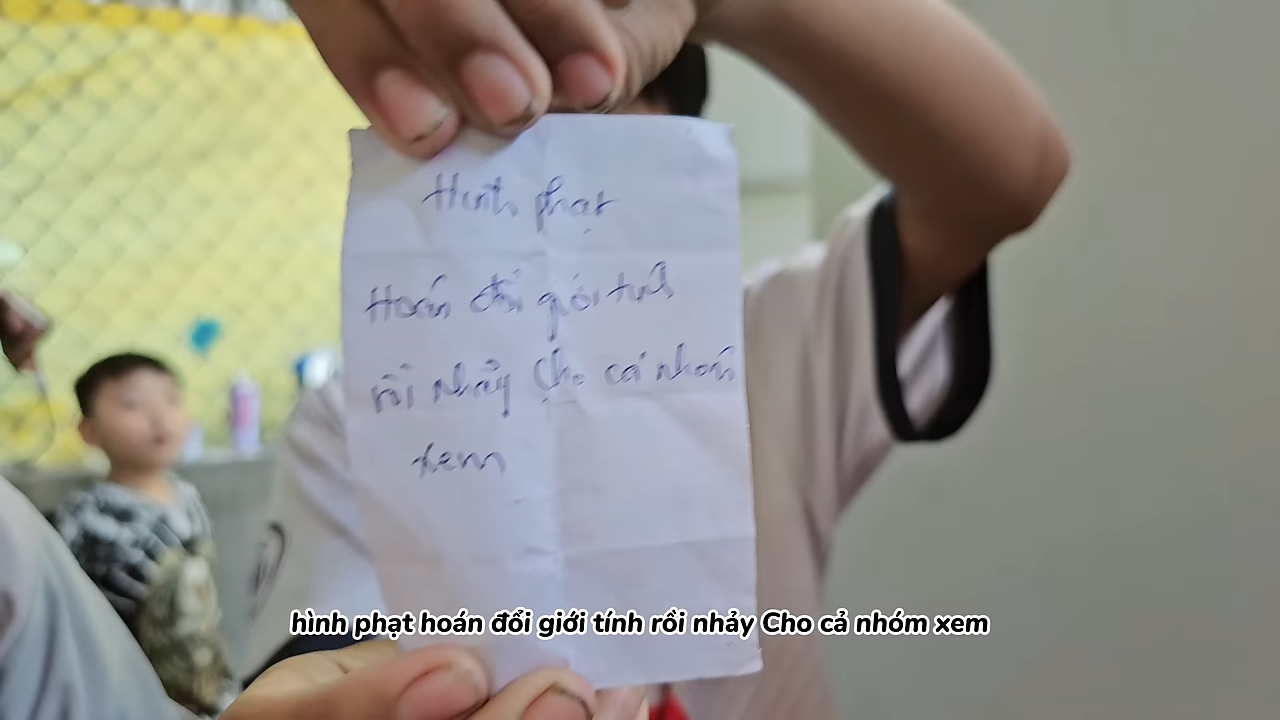 Hình phạt
Hoán đổi giới tính
rồi nhảy Cho cả nhóm
xem
hình phạt hoán đổi giới tính rồi nhảy Cho cả nhóm xem